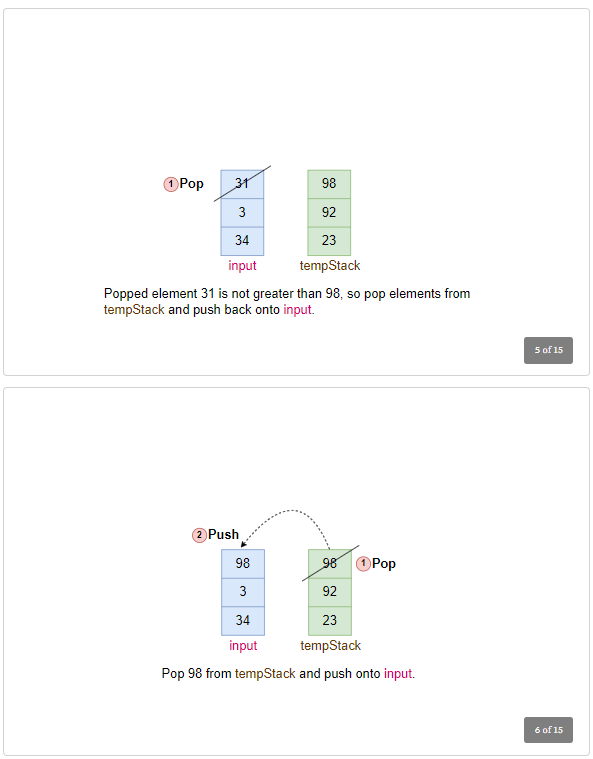 1 Pop 31 98
3 92
34 23
input tempStack
Popped element 31 is not greater than 98, so pop elements from
tempStack and push back onto input.
5 of 15
2 Push
98 98 1 Pop
3 92
34 23
input tempStack
Pop 98 from tempStack and push onto input.
6 of 15